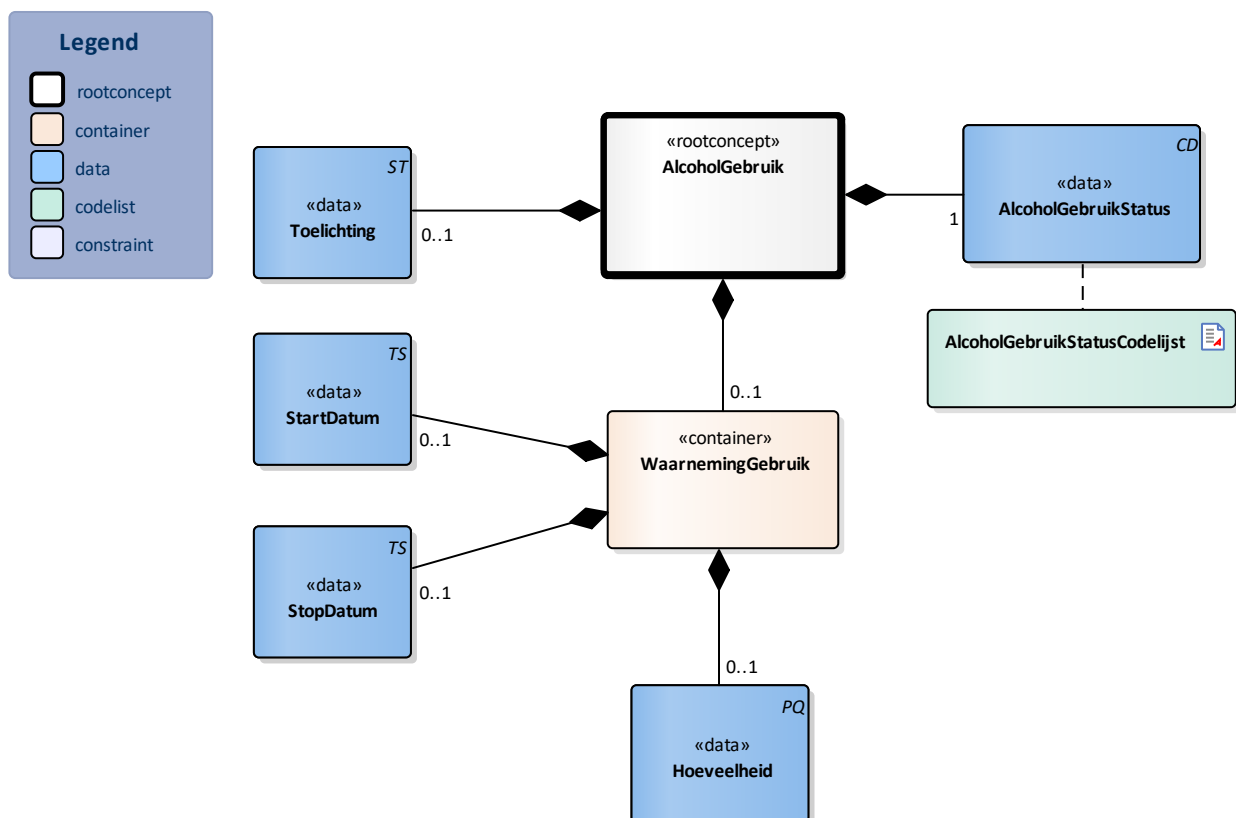 Legend
rootconcept
container
data
codelist
constraint
«rootconcept»
AlcoholGebruik
CD
«data»
AlcoholGebruikStatus
1
ST
«data»
Toelichting
0..1
AlcoholGebruikStatusCodelijst
TS
«data»
StartDatum
0..1
0..1
«container»
WaarnemingGebruik
TS
«data»
StopDatum
0..1
0..1
PQ
«data»
Hoeveelheid